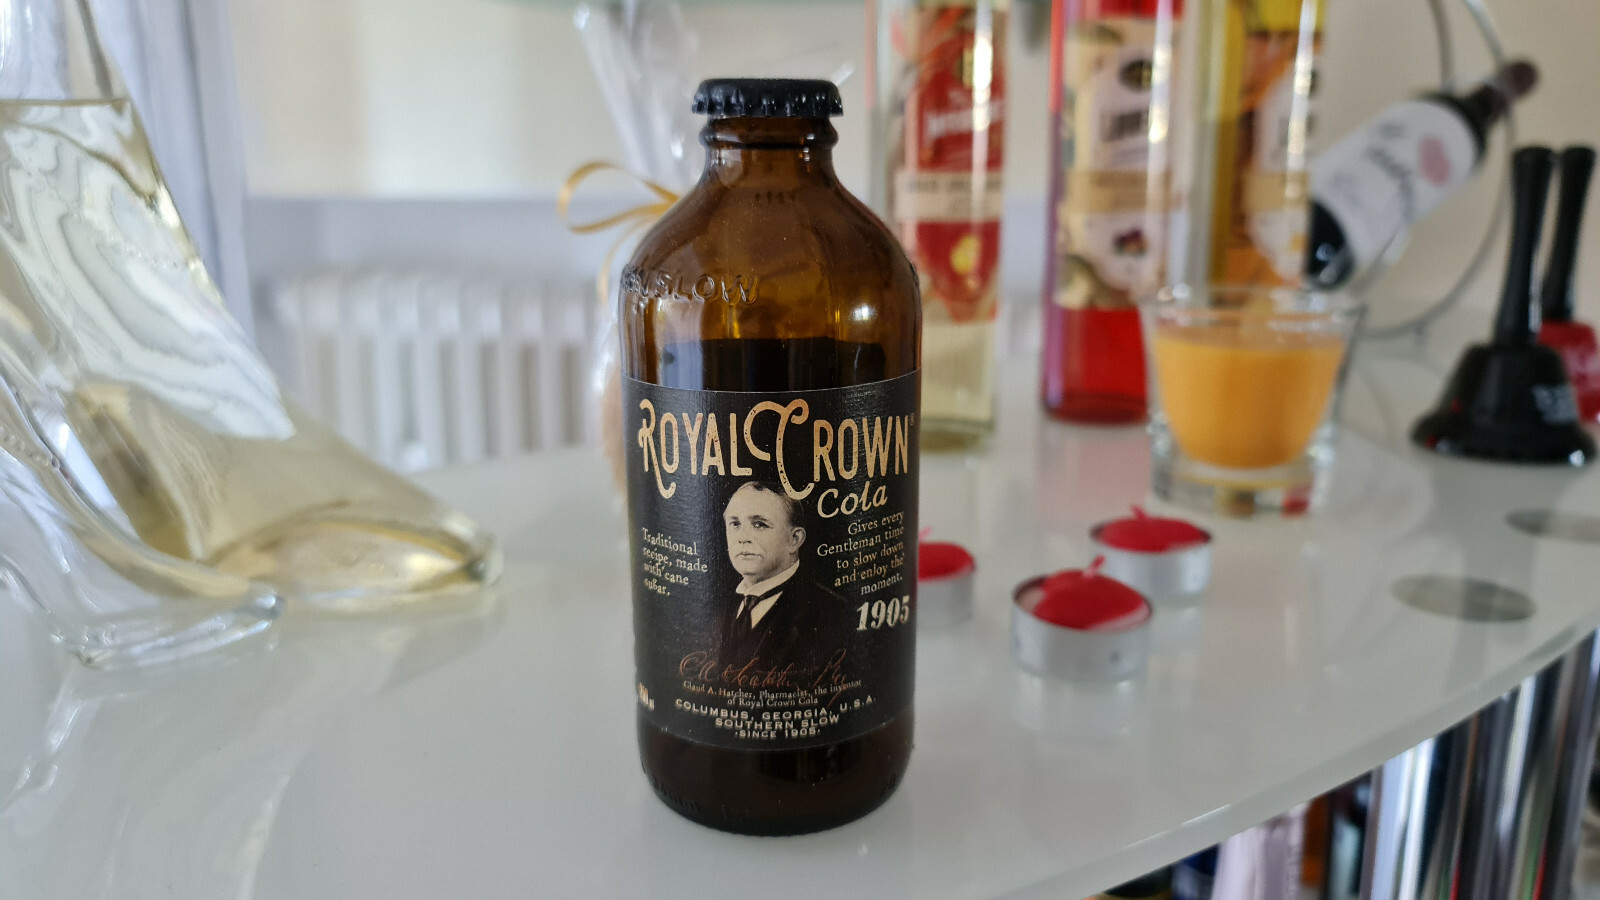 NSLOW
ROYAL CROWN®
Cola
Traditional
recipe, made
with cane
sugar.
Gives every
Gentleman time
to slow down
and enjoy the
moment.
1905
Claud A. Hatcher, Pharmacist, the inventor
of Royal Crown Cola
COLUMBUS, GEORGIA, U.S.A.
SOUTHERN SLOW
·SINCE 1905·